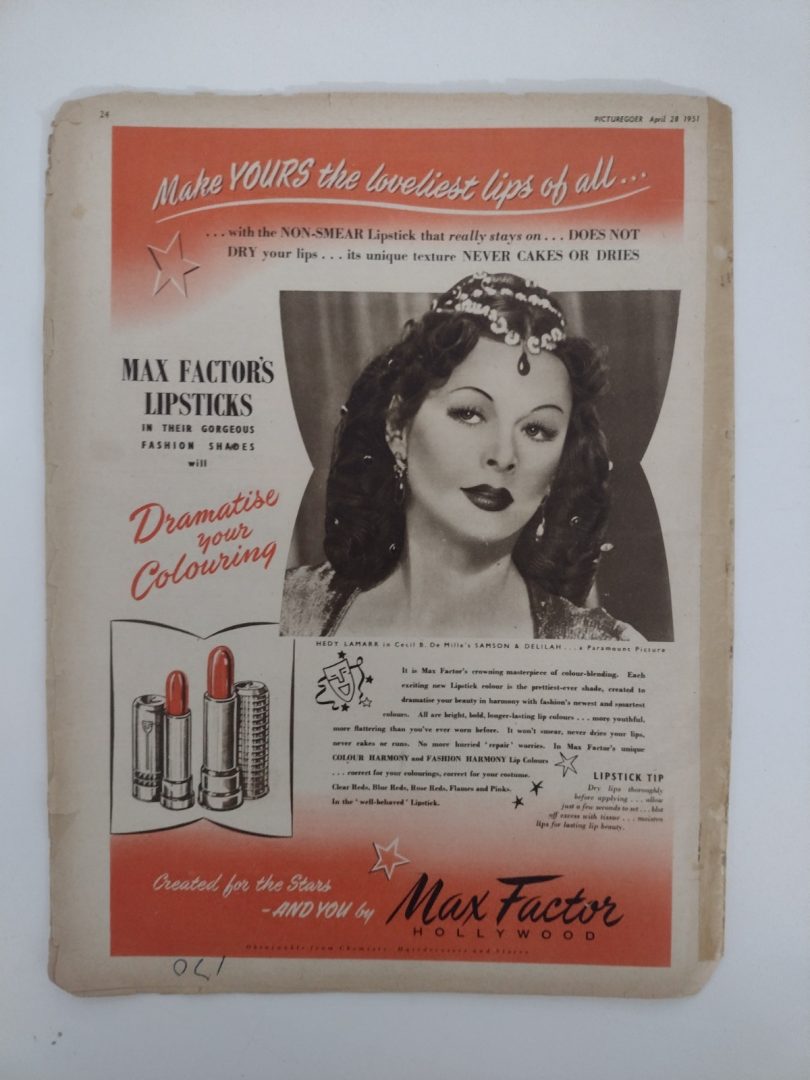 24
PICTUREGOER April 28 1951
Make YOURS the loveliest lips of all...
...with the NON-SMEAR Lipstick that really stays on... DOES NOT
DRY your lips... its unique texture NEVER CAKES OR DRIES
MAX FACTOR'S
LIPSTICKS
IN THEIR GORGEOUS
FASHION SHADES
will
Dramatise
your
Colouring
HEDY LAMARR in Cecil B. De Mille's SAMSON & DELILAH...a Paramount Picture
It is Max Factor's crowning masterpiece of colour-blending. Each
exciting new Lipstick colour is the prettiest-ever shade, created to
dramatise your beauty in harmony with fashion's newest and smartest
colours. All are bright, bold, longer-lasting lip colours... more youthful,
more flattering than you've ever worn before. It won't smear, never dries your lips,
never cakes or runs. No more hurried 'repair' worries. In Max Factor's unique
COLOUR HARMONY and FASHION HARMONY Lip Colours
...correct for your colourings, correct for your costume.
Clear Reds, Blue Reds, Rose Reds, Flames and Pinks.
In the 'well-behaved' Lipstick.
LIPSTICK TIP
Dry lips thoroughly
before applying...allow
just a few seconds to set...blot
off excess with tissue...moisten
lips for lasting lip beauty.
Created for the Stars
-AND YOU by
Max Factor
HOLLYWOOD
Obtainable from Chemists, Hairdressers and Stores